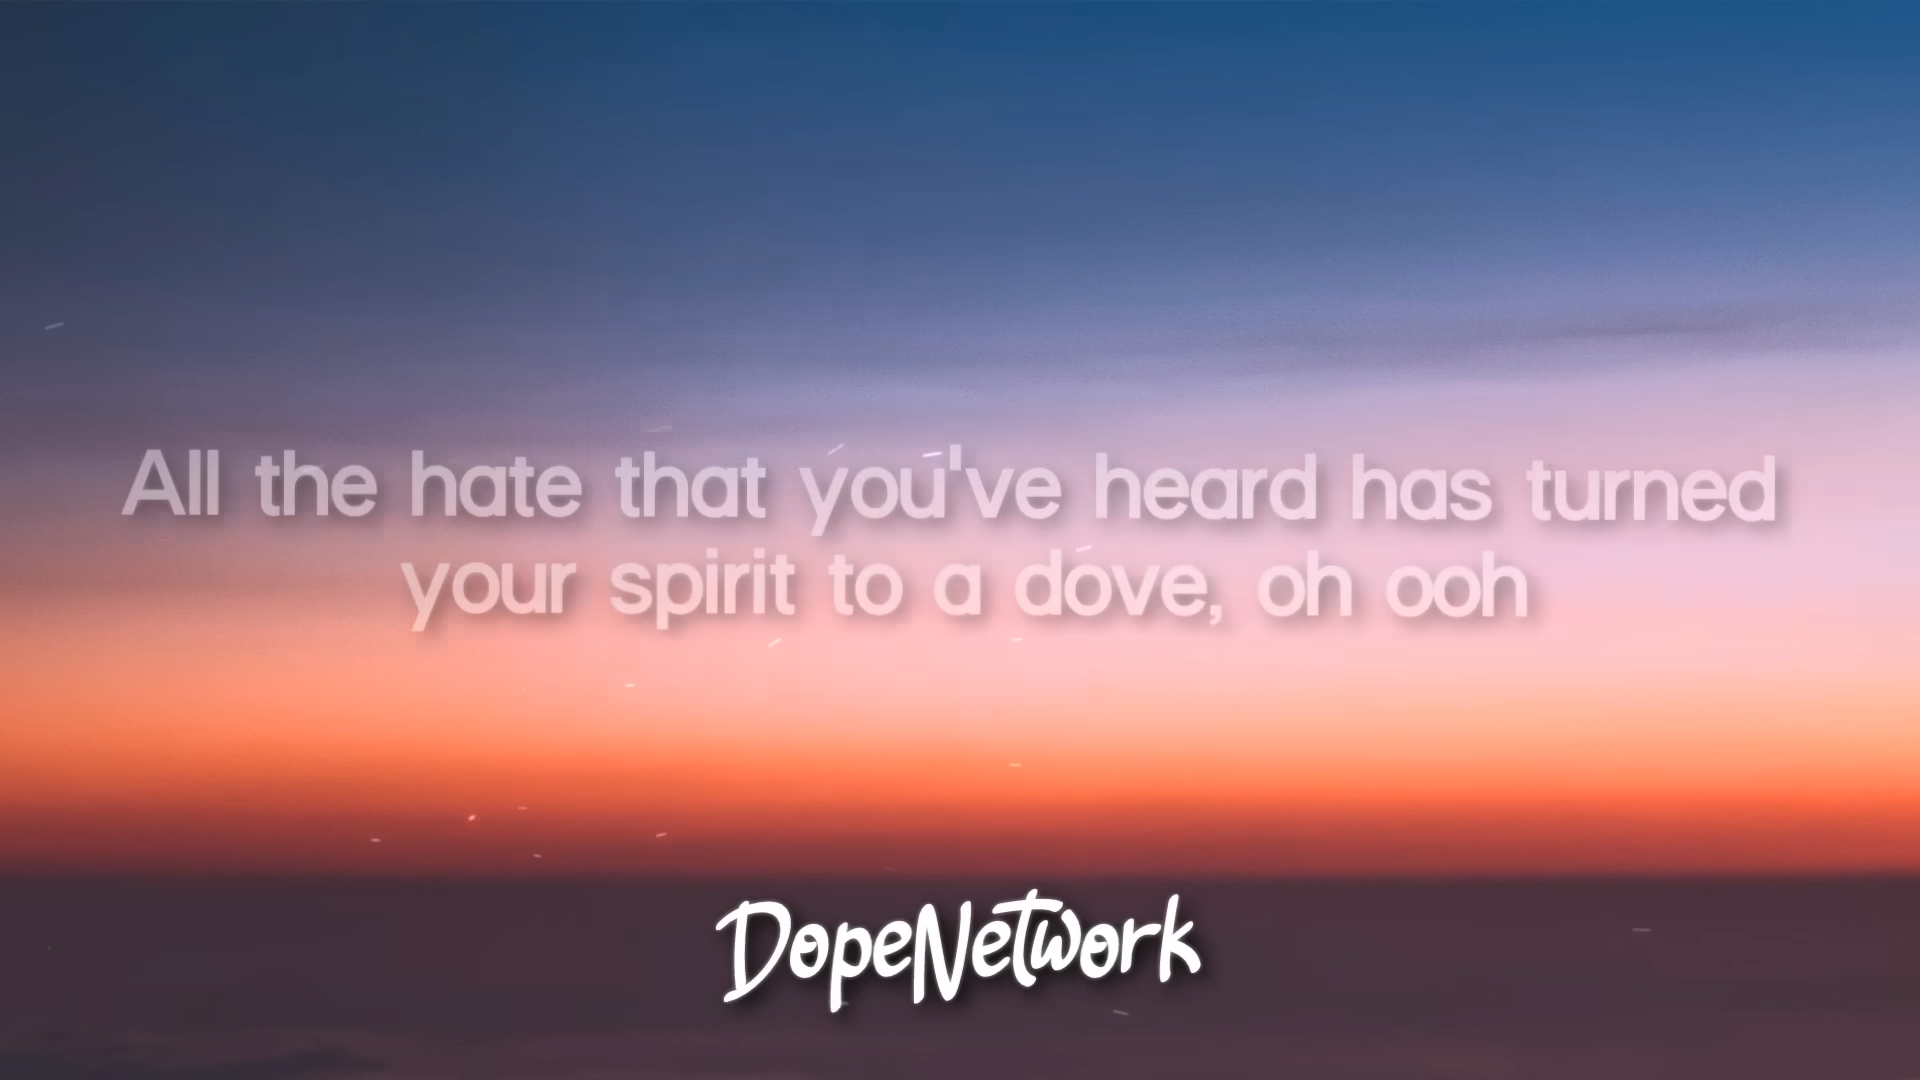 All the hate that you've heard has turned
your spirit to a dove, oh ooh
DopeNetwork